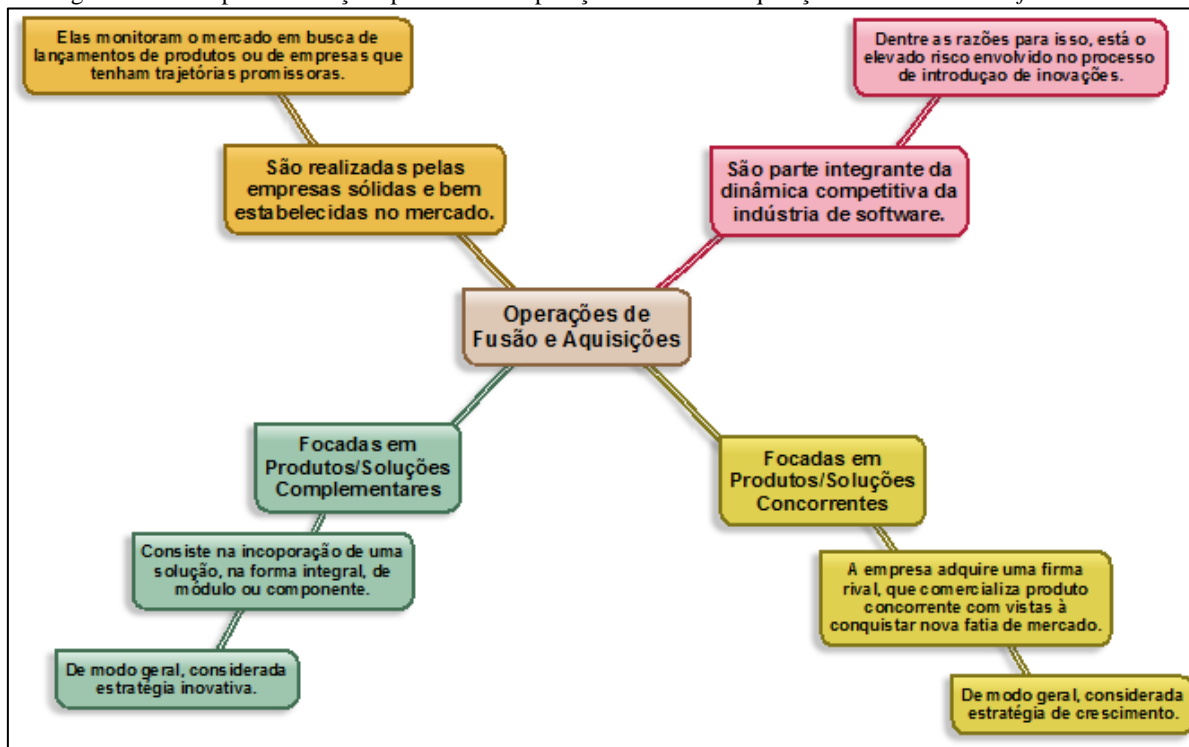 Elas monitoram o mercado em busca de
lançamentos de produtos ou de empresas que
tenham trajetórias promissoras.
Dentre as razões para isso, está o
elevado risco envolvido no processo
de introduçao de inovações.
São realizadas pelas
empresas sólidas e bem
estabelecidas no mercado.
São parte integrante da
dinâmica competitiva da
indústria de software.
Operações de
Fusão e Aquisições
Focadas em
Produtos/Soluções
Complementares
Focadas em
Produtos/Soluções
Concorrentes
Consiste na incoporação de uma
solução, na forma integral, de
módulo ou componente.
A empresa adquire uma firma
rival, que comercializa produto
concorrente com vistas à
conquistar nova fatia de mercado.
De modo geral, considerada
estratégia inovativa.
De modo geral, considerada
estratégia de crescimento.